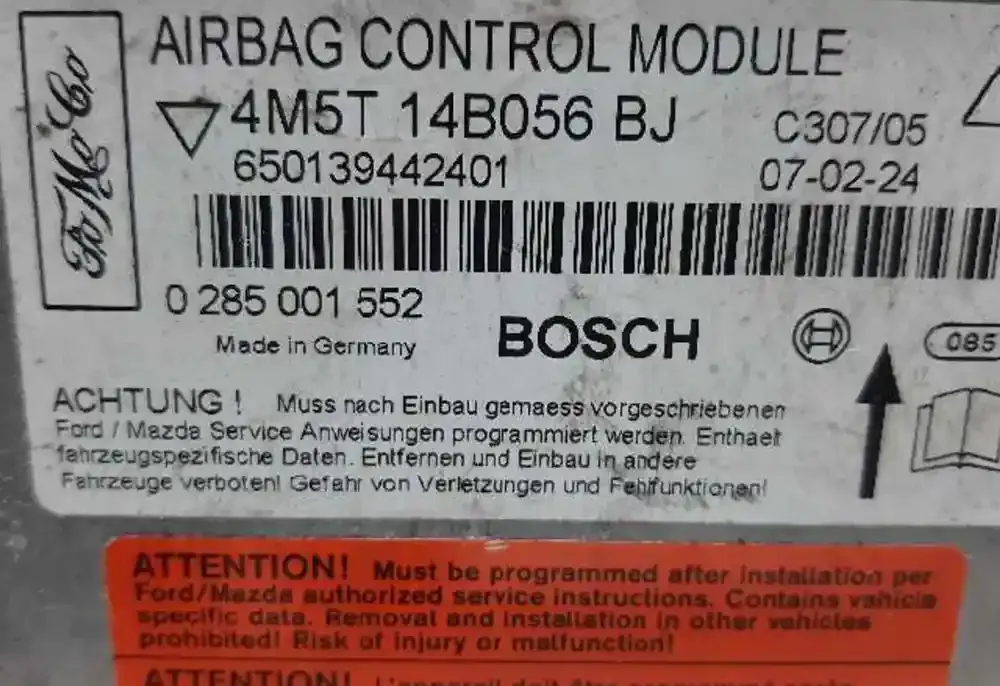 FoMoCo
AIRBAG CONTROL MODULE
4M5T 14B056 BJ
C307/05
650139442401
07-02-24
0 285 001 552
Made in Germany
BOSCH
085
ACHTUNG ! Muss nach Einbau gemaess vorgeschriebenen
Ford / Mazda Service Anweisungen programmiert werden. Enthaelt
fahrzeugspezifische Daten. Entfernen und Einbau in andere
Fahrzeuge verboten! Gefahr von Verletzungen und Fehlfunktionen!
ATTENTION! Must be programmed after installation per
Ford/Mazda authorized service instructions. Contains vehicle
specific data. Removal and installation in other vehicles
prohibited! Risk of injury or malfunction!
ATTENTION! L'appareil doit être programmé